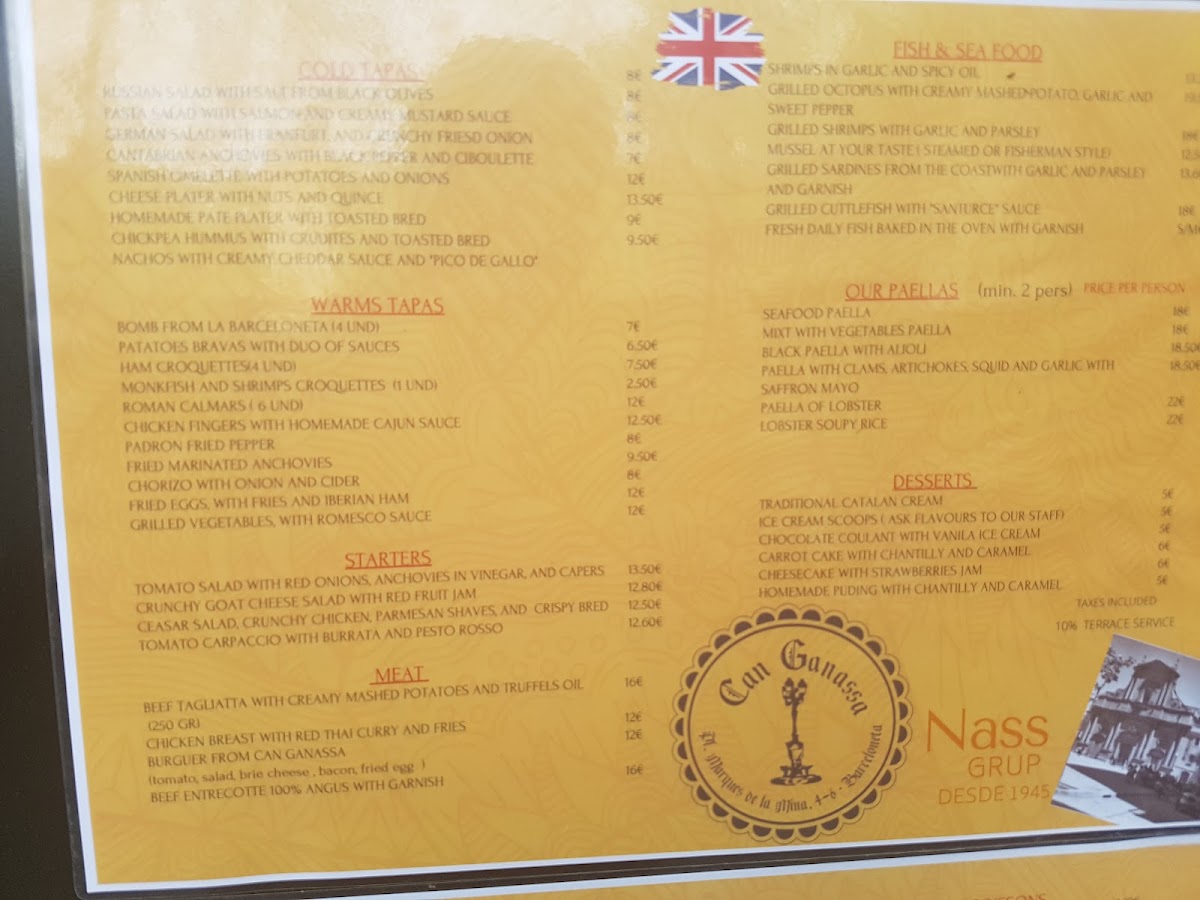 COLD TAPAS
RUSSIAN SALAD WITH SALT FROM BLACK OLIVES 8€
PASTA SALAD WITH SALMON AND CREAMY MUSTARD SAUCE 8€
GERMAN SALAD WITH FRANFURT, AND CRUNCHY FRIESD ONION 8€
CANTABRIAN ANCHOVIES WITH BLACK PEPPER AND CIBOULETTE 8€
SPANISH OMELETTE WITH POTATOES AND ONIONS 7€
CHEESE PLATER WITH NUTS AND QUINCE 12€
HOMEMADE PATE PLATER WITH TOASTED BRED 13.50€
CHICKPEA HUMMUS WITH CRUDITES AND TOASTED BRED 9€
NACHOS WITH CREAMY CHEDDAR SAUCE AND "PICO DE GALLO" 9.50€
WARMS TAPAS
BOMB FROM LA BARCELONETA (4 UND) 7€
PATATOES BRAVAS WITH DUO OF SAUCES 6.50€
HAM CROQUETTES(4 UND) 7.50€
MONKFISH AND SHRIMPS CROQUETTES (1 UND) 2.50€
ROMAN CALMARS ( 6 UND) 12€
CHICKEN FINGERS WITH HOMEMADE CAJUN SAUCE 12.50€
PADRON FRIED PEPPER 8€
FRIED MARINATED ANCHOVIES 9.50€
CHORIZO WITH ONION AND CIDER 8€
FRIED EGGS, WITH FRIES AND IBERIAN HAM 12€
GRILLED VEGETABLES, WITH ROMESCO SAUCE 12€
STARTERS
TOMATO SALAD WITH RED ONIONS, ANCHOVIES IN VINEGAR, AND CAPERS 13.50€
CRUNCHY GOAT CHEESE SALAD WITH RED FRUIT JAM 12.80€
CEASAR SALAD, CRUNCHY CHICKEN, PARMESAN SHAVES, AND CRISPY BRED 12.50€
TOMATO CARPACCIO WITH BURRATA AND PESTO ROSSO 12.60€
MEAT
BEEF TAGLIATTA WITH CREAMY MASHED POTATOES AND TRUFFELS OIL 16€
(250 GR)
CHICKEN BREAST WITH RED THAI CURRY AND FRIES 12€
BURGUER FROM CAN GANASSA 12€
(tomato, salad, brie cheese , bacon, fried egg )
BEEF ENTRECOTTE 100% ANGUS WITH GARNISH 16€
FISH & SEA FOOD
SHRIMPS IN GARLIC AND SPICY OIL
GRILLED OCTOPUS WITH CREAMY MASHED POTATO, GARLIC AND
SWEET PEPPER
GRILLED SHRIMPS WITH GARLIC AND PARSLEY 18€
MUSSEL AT YOUR TASTE ( STEAMED OR FISHERMAN STYLE) 12.5
GRILLED SARDINES FROM THE COASTWITH GARLIC AND PARSLEY 13.6
AND GARNISH
GRILLED CUTTLEFISH WITH "SANTURCE" SAUCE 18€
FRESH DAILY FISH BAKED IN THE OVEN WITH GARNISH S/M
OUR PAELLAS (min. 2 pers) PRICE PER PERSON
SEAFOOD PAELLA 18€
MIXT WITH VEGETABLES PAELLA 18€
BLACK PAELLA WITH ALIOLI 18.50€
PAELLA WITH CLAMS, ARTICHOKES, SQUID AND GARLIC WITH 18.50€
SAFFRON MAYO
PAELLA OF LOBSTER 22€
LOBSTER SOUPY RICE 22€
DESSERTS
TRADITIONAL CATALAN CREAM 5€
ICE CREAM SCOOPS ( ASK FLAVOURS TO OUR STAFF) 5€
CHOCOLATE COULANT WITH VANILA ICE CREAM 5€
CARROT CAKE WITH CHANTILLY AND CARAMEL 6€
CHEESECAKE WITH STRAWBERRIES JAM 6€
HOMEMADE PUDING WITH CHANTILLY AND CARAMEL 5€
TAXES INCLUDED
10% TERRACE SERVICE
Can Ganassa
Pl. Marques de la Mina, 4-6 - Barceloneta
Nass
GRUP
DESDE 1945